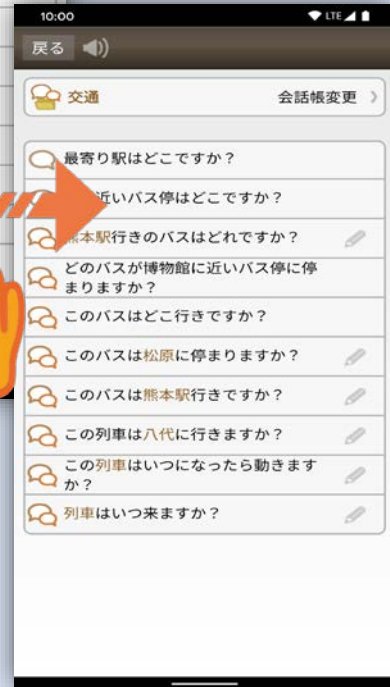 10:00 LTE
戻る
交通 会話帳変更
最寄り駅はどこですか？
近いバス停はどこですか？
本駅行きのバスはどれですか？
どのバスが博物館に近いバス停に停
まりますか？
このバスはどこ行きですか？
このバスは松原に停まりますか？
このバスは熊本駅行きですか？
この列車は八代に行きますか？
この列車はいつになったら動きます
か？
列車はいつ来ますか？